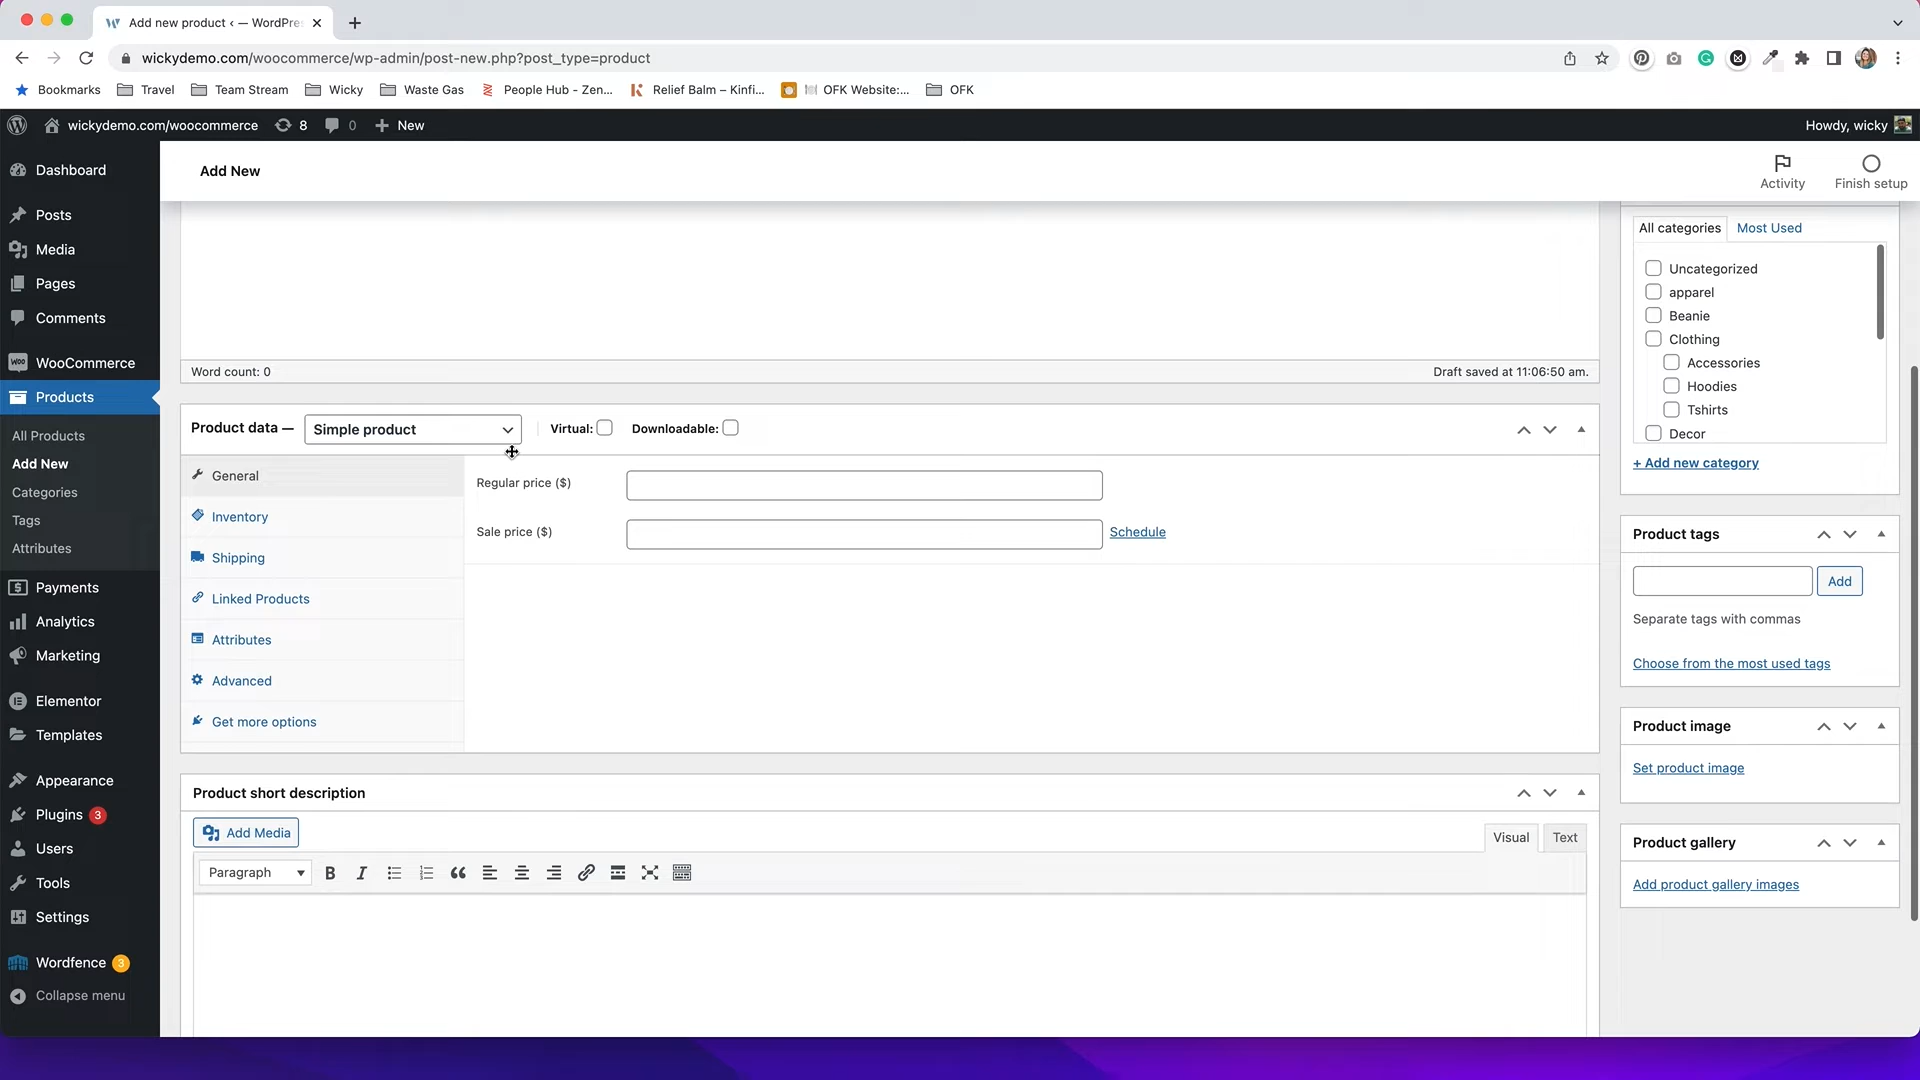 Add new product ‹ — WordPre
wickydemo.com/woocommerce/wp-admin/post-new.php?post_type=product
Bookmarks Travel Team Stream Wicky Waste Gas People Hub - Zen... Relief Balm – Kinfi... OFK Website:... OFK
wickydemo.com/woocommerce 8 0 New Howdy, wicky
Add New
Activity
Finish setup
Dashboard
Posts
Media
Pages
Comments
WooCommerce
Products
All Products
Add New
Categories
Tags
Attributes
Payments
Analytics
Marketing
Elementor
Templates
Appearance
Plugins 3
Users
Tools
Settings
Wordfence 3
Collapse menu
Word count: 0 Draft saved at 11:06:50 am.
Product data — Simple product Virtual: Downloadable:
General
Inventory
Shipping
Linked Products
Attributes
Advanced
Get more options
Regular price ($)
Sale price ($) Schedule
Product short description
Add Media Visual Text
Paragraph
All categories Most Used
Uncategorized
apparel
Beanie
Clothing
Accessories
Hoodies
Tshirts
Decor
+ Add new category
Product tags
Add
Separate tags with commas
Choose from the most used tags
Product image
Set product image
Product gallery
Add product gallery images